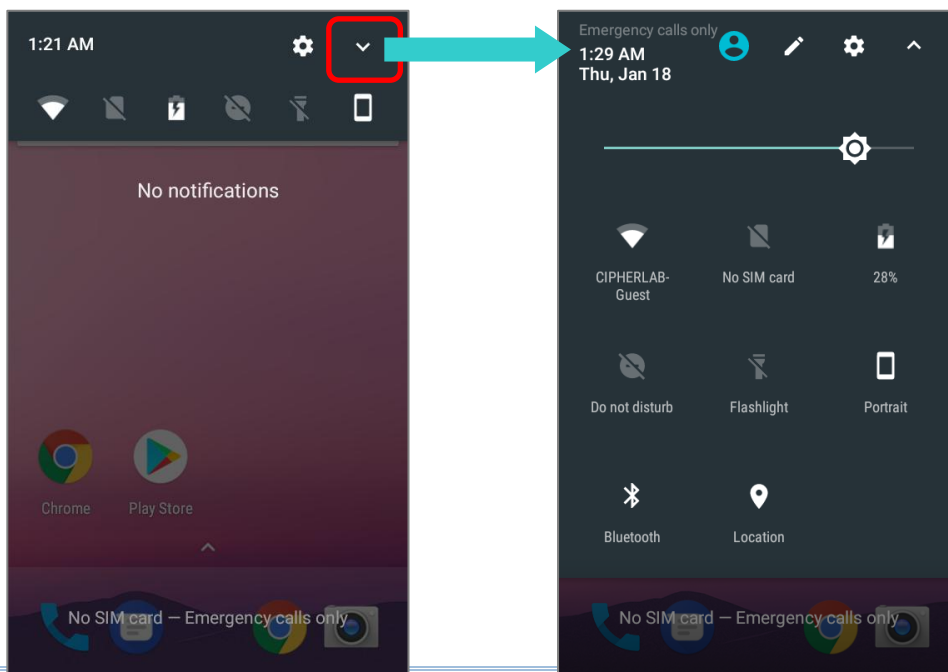 1:21 AM
No notifications
Chrome
Play Store
No SIM card — Emergency calls only
Emergency calls only
1:29 AM
Thu, Jan 18
CIPHERLAB-
Guest
No SIM card
28%
Do not disturb
Flashlight
Portrait
Bluetooth
Location
No SIM card — Emergency calls only